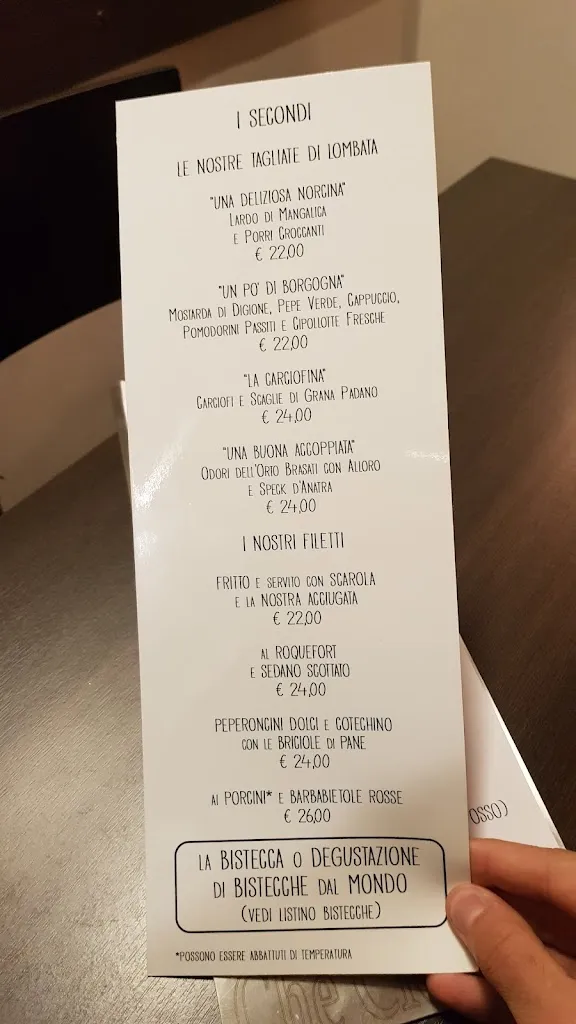 I SECONDI
LE NOSTRE TAGLIATE DI LOMBATA
"UNA DELIZIOSA NORCINA"
LARDO DI MANGALICA
E PORRI CROCCANTI
€ 22,00
"UN PO' DI BORGOGNA"
MOSTARDA DI DIGIONE, PEPE VERDE, CAPPUCCIO,
POMODORINI PASSITI E CIPOLLOTTE FRESCHE
€ 22,00
"LA CARCIOFINA"
CARCIOFI E SCAGLIE DI GRANA PADANO
€ 24,00
"UNA BUONA ACCOPPIATA"
ODORI DELL'ORTO BRASATI CON ALLORO
E SPECK D'ANATRA
€ 24,00
I NOSTRI FILETTI
FRITTO E SERVITO CON SCAROLA
E LA NOSTRA ACCIUGATA
€ 22,00
AL ROQUEFORT
E SEDANO SCOTTATO
€ 24,00
PEPERONCINI DOLCI E COTECHINO
CON LE BRICIOLE DI PANE
€ 24,00
AI PORCINI* E BARBABIETOLE ROSSE
€ 26,00
LA BISTECCA O DEGUSTAZIONE
DI BISTECCHE DAL MONDO
(VEDI LISTINO BISTECCHE)
*POSSONO ESSERE ABBATTUTI DI TEMPERATURA
OSSO)